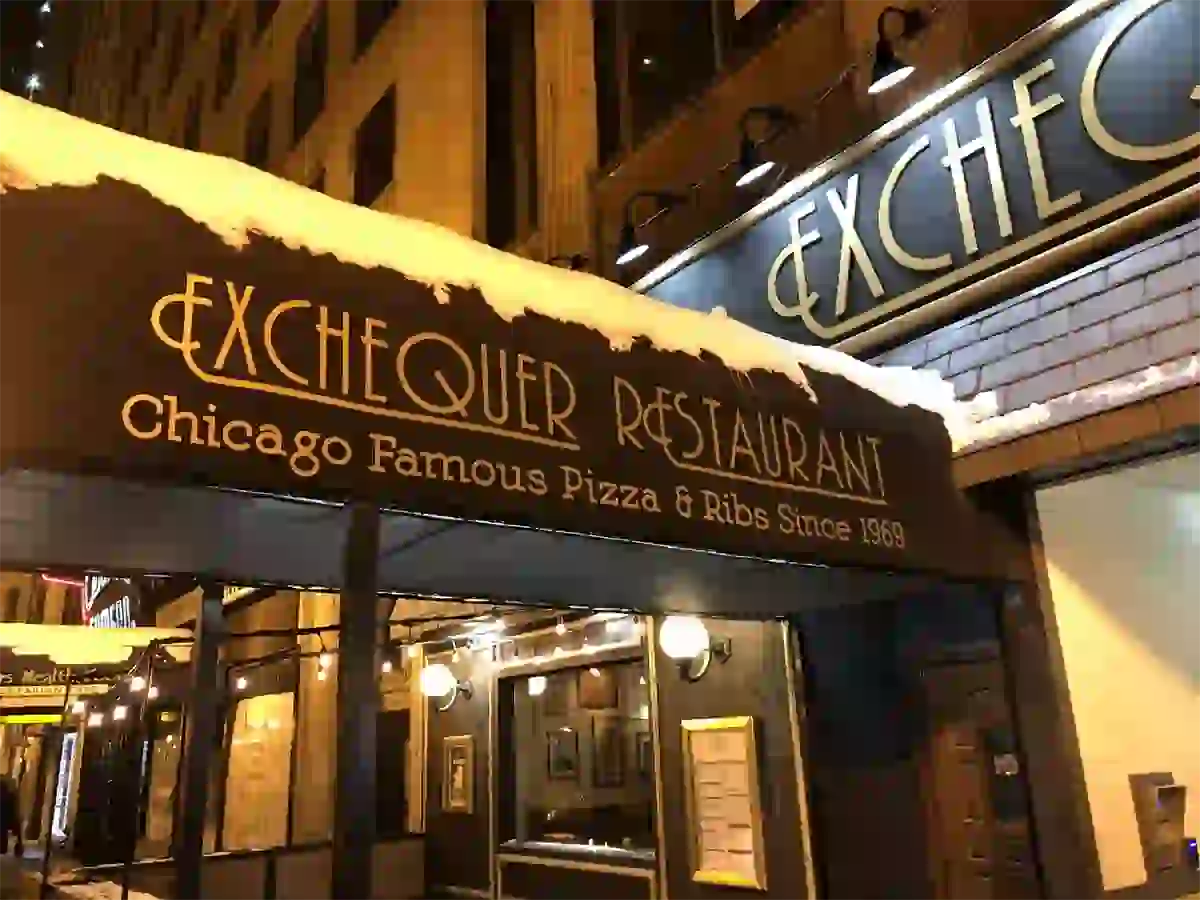 EXCHEQ
EXCHEQUER RESTAURANT
Chicago Famous Pizza & Ribs Since 1969